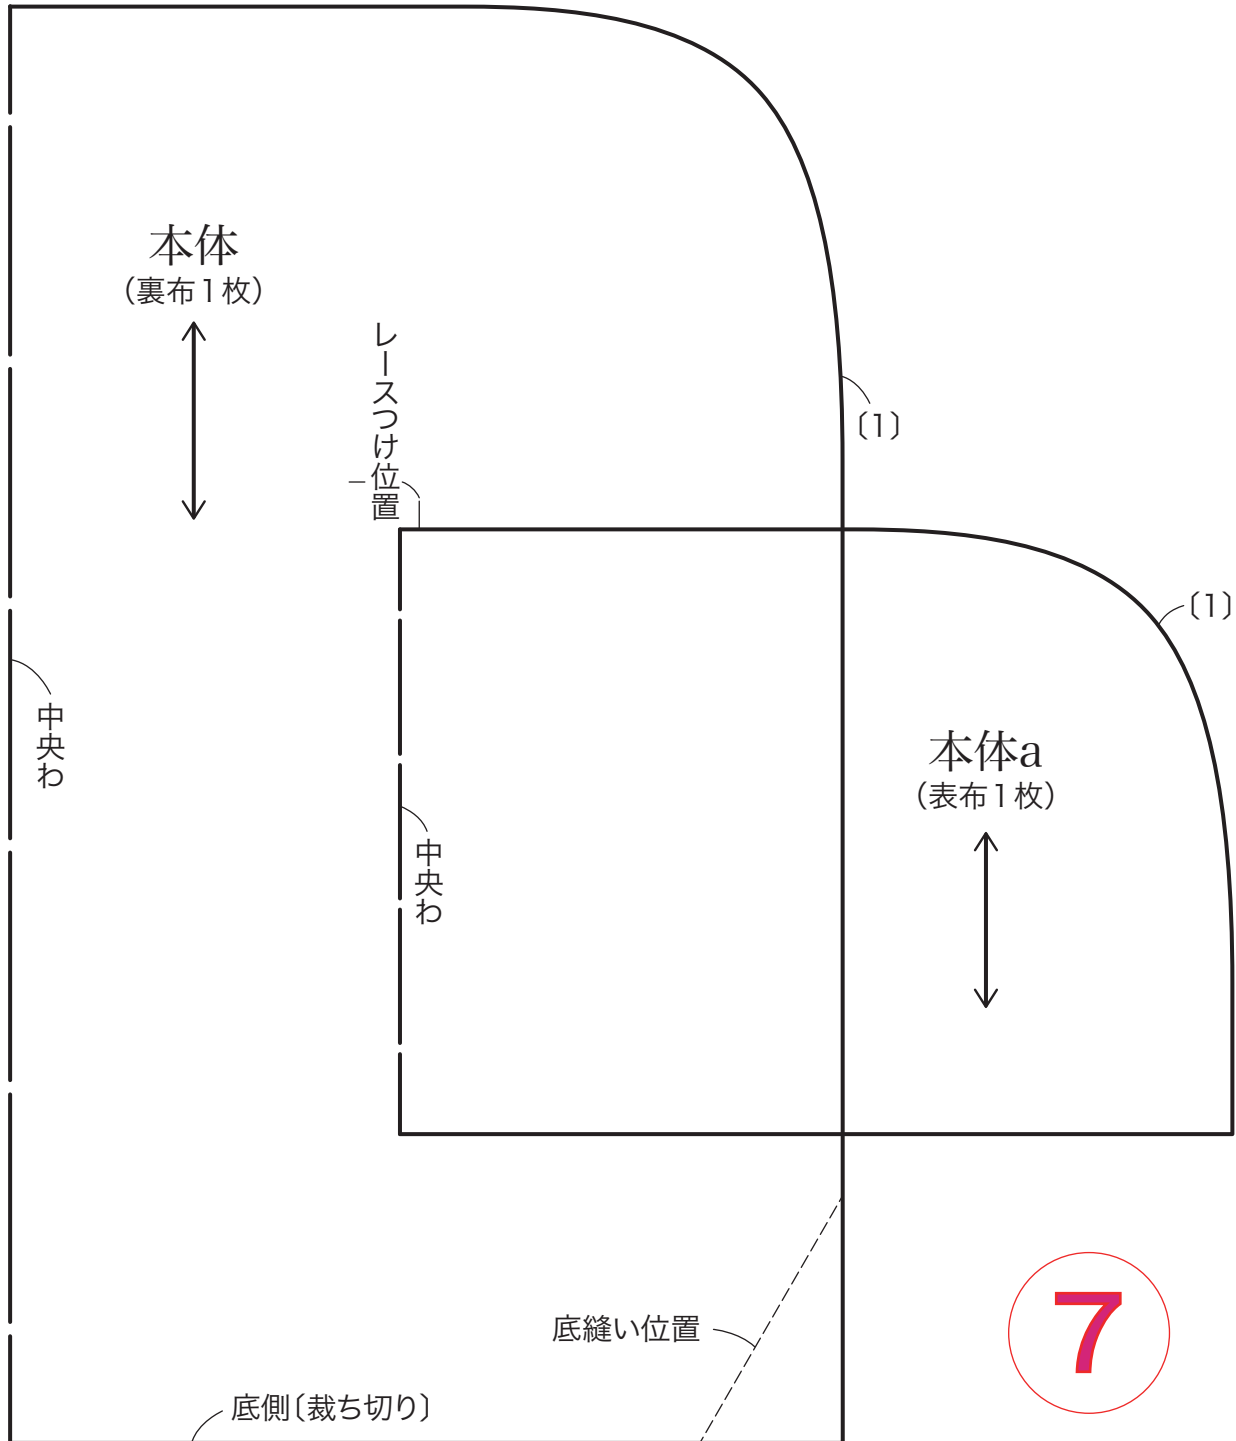 本体
（裏布1枚）
レースつけ位置
〔1〕
〔1〕
中央わ
本体a
（表布1枚）
中央わ
底縫い位置
7
底側〔裁ち切り〕